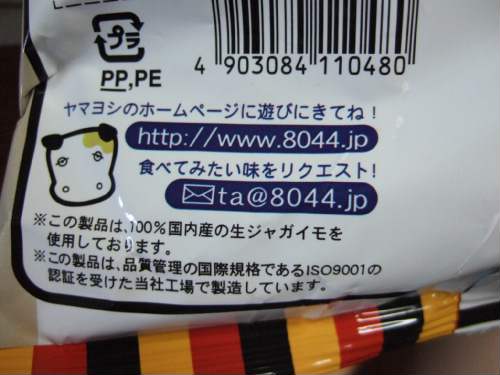 プラ
PP,PE
4 903084 110480
ヤマヨシのホームページに遊びにきてね！
http://www.8044.jp
食べてみたい味をリクエスト!
ta@8044.jp
※この製品は、100%国内産の生ジャガイモを
使用しております。
※この製品は、品質管理の国際規格であるISO9001の
認証を受けた当社工場で製造しています。